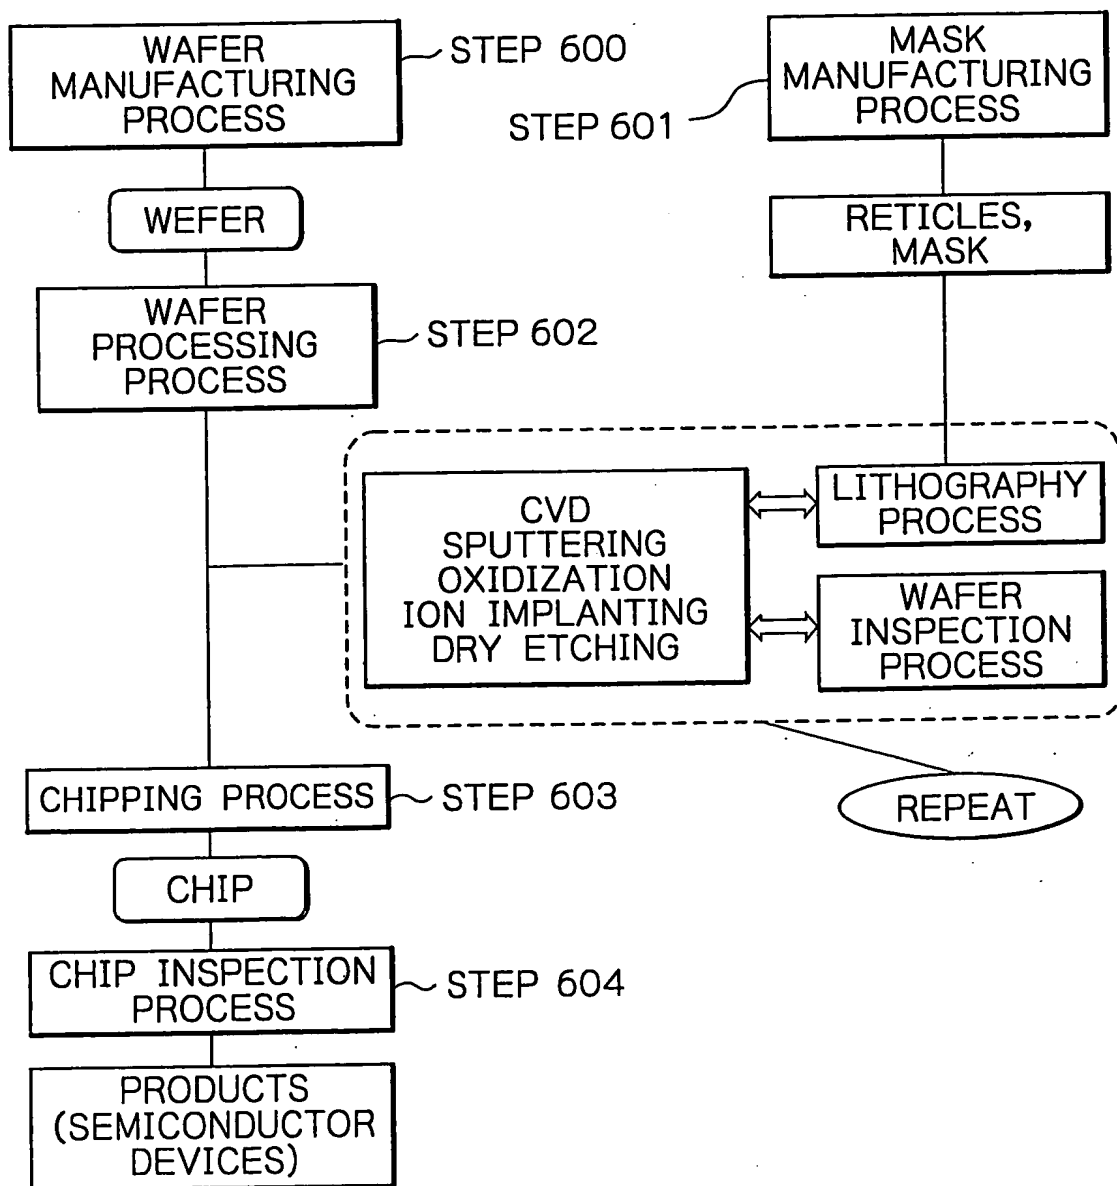 WAFER
MANUFACTURING
PROCESS
STEP 600
MASK
MANUFACTURING
PROCESS
STEP 601
WEFER
RETICLES,
MASK
WAFER
PROCESSING
PROCESS
STEP 602
CVD
SPUTTERING
OXIDIZATION
ION IMPLANTING
DRY ETCHING
LITHOGRAPHY
PROCESS
WAFER
INSPECTION
PROCESS
REPEAT
CHIPPING PROCESS
STEP 603
CHIP
CHIP INSPECTION
PROCESS
STEP 604
PRODUCTS
(SEMICONDUCTOR
DEVICES)